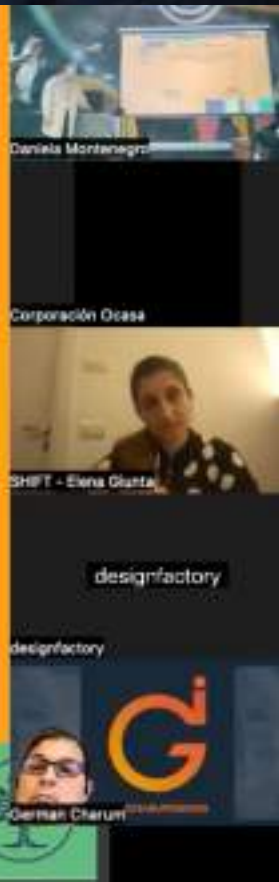 Daniela Montenegro
Corporación Ocasa
SHIFT - Elena Giunta
designfactory
designfactory
German Charum